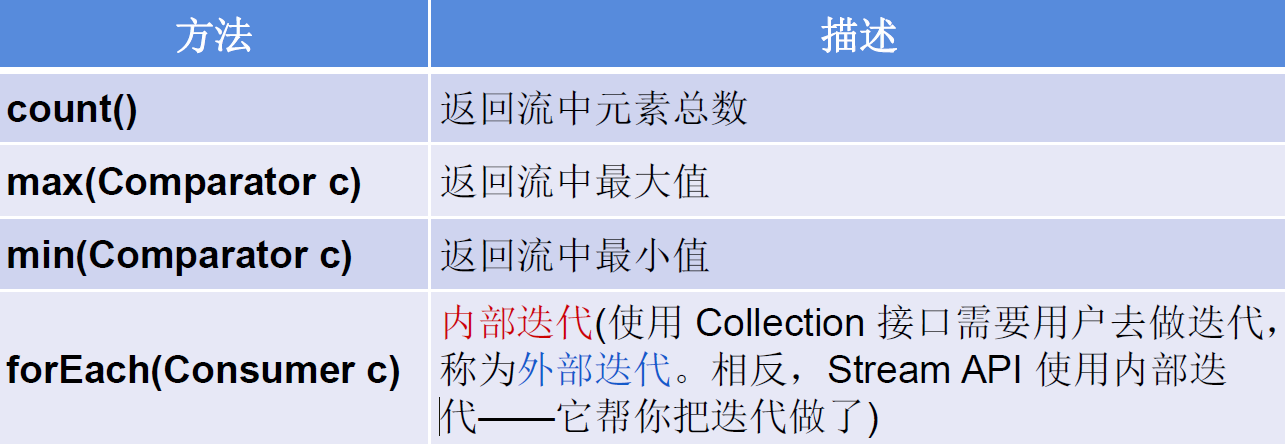 方法 描述
count() 返回流中元素总数
max(Comparator c) 返回流中最大值
min(Comparator c) 返回流中最小值
内部迭代(使用 Collection 接口需要用户去做迭代，
forEach(Consumer c) 称为外部迭代。相反，Stream API 使用内部迭
代——它帮你把迭代做了)